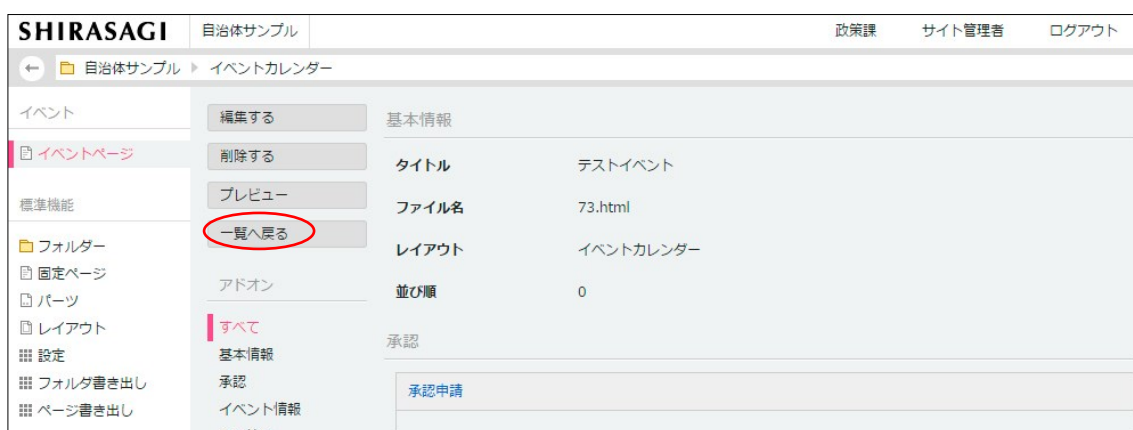 SHIRASAGI 自治体サンプル 政策課 サイト管理者 ログアウト
自治体サンプル イベントカレンダー
イベント
イベントページ
標準機能
フォルダー
固定ページ
パーツ
レイアウト
設定
フォルダ書き出し
ページ書き出し
編集する
削除する
プレビュー
一覧へ戻る
アドオン
すべて
基本情報
承認
イベント情報
基本情報
タイトル テストイベント
ファイル名 73.html
レイアウト イベントカレンダー
並び順 0
承認
承認申請